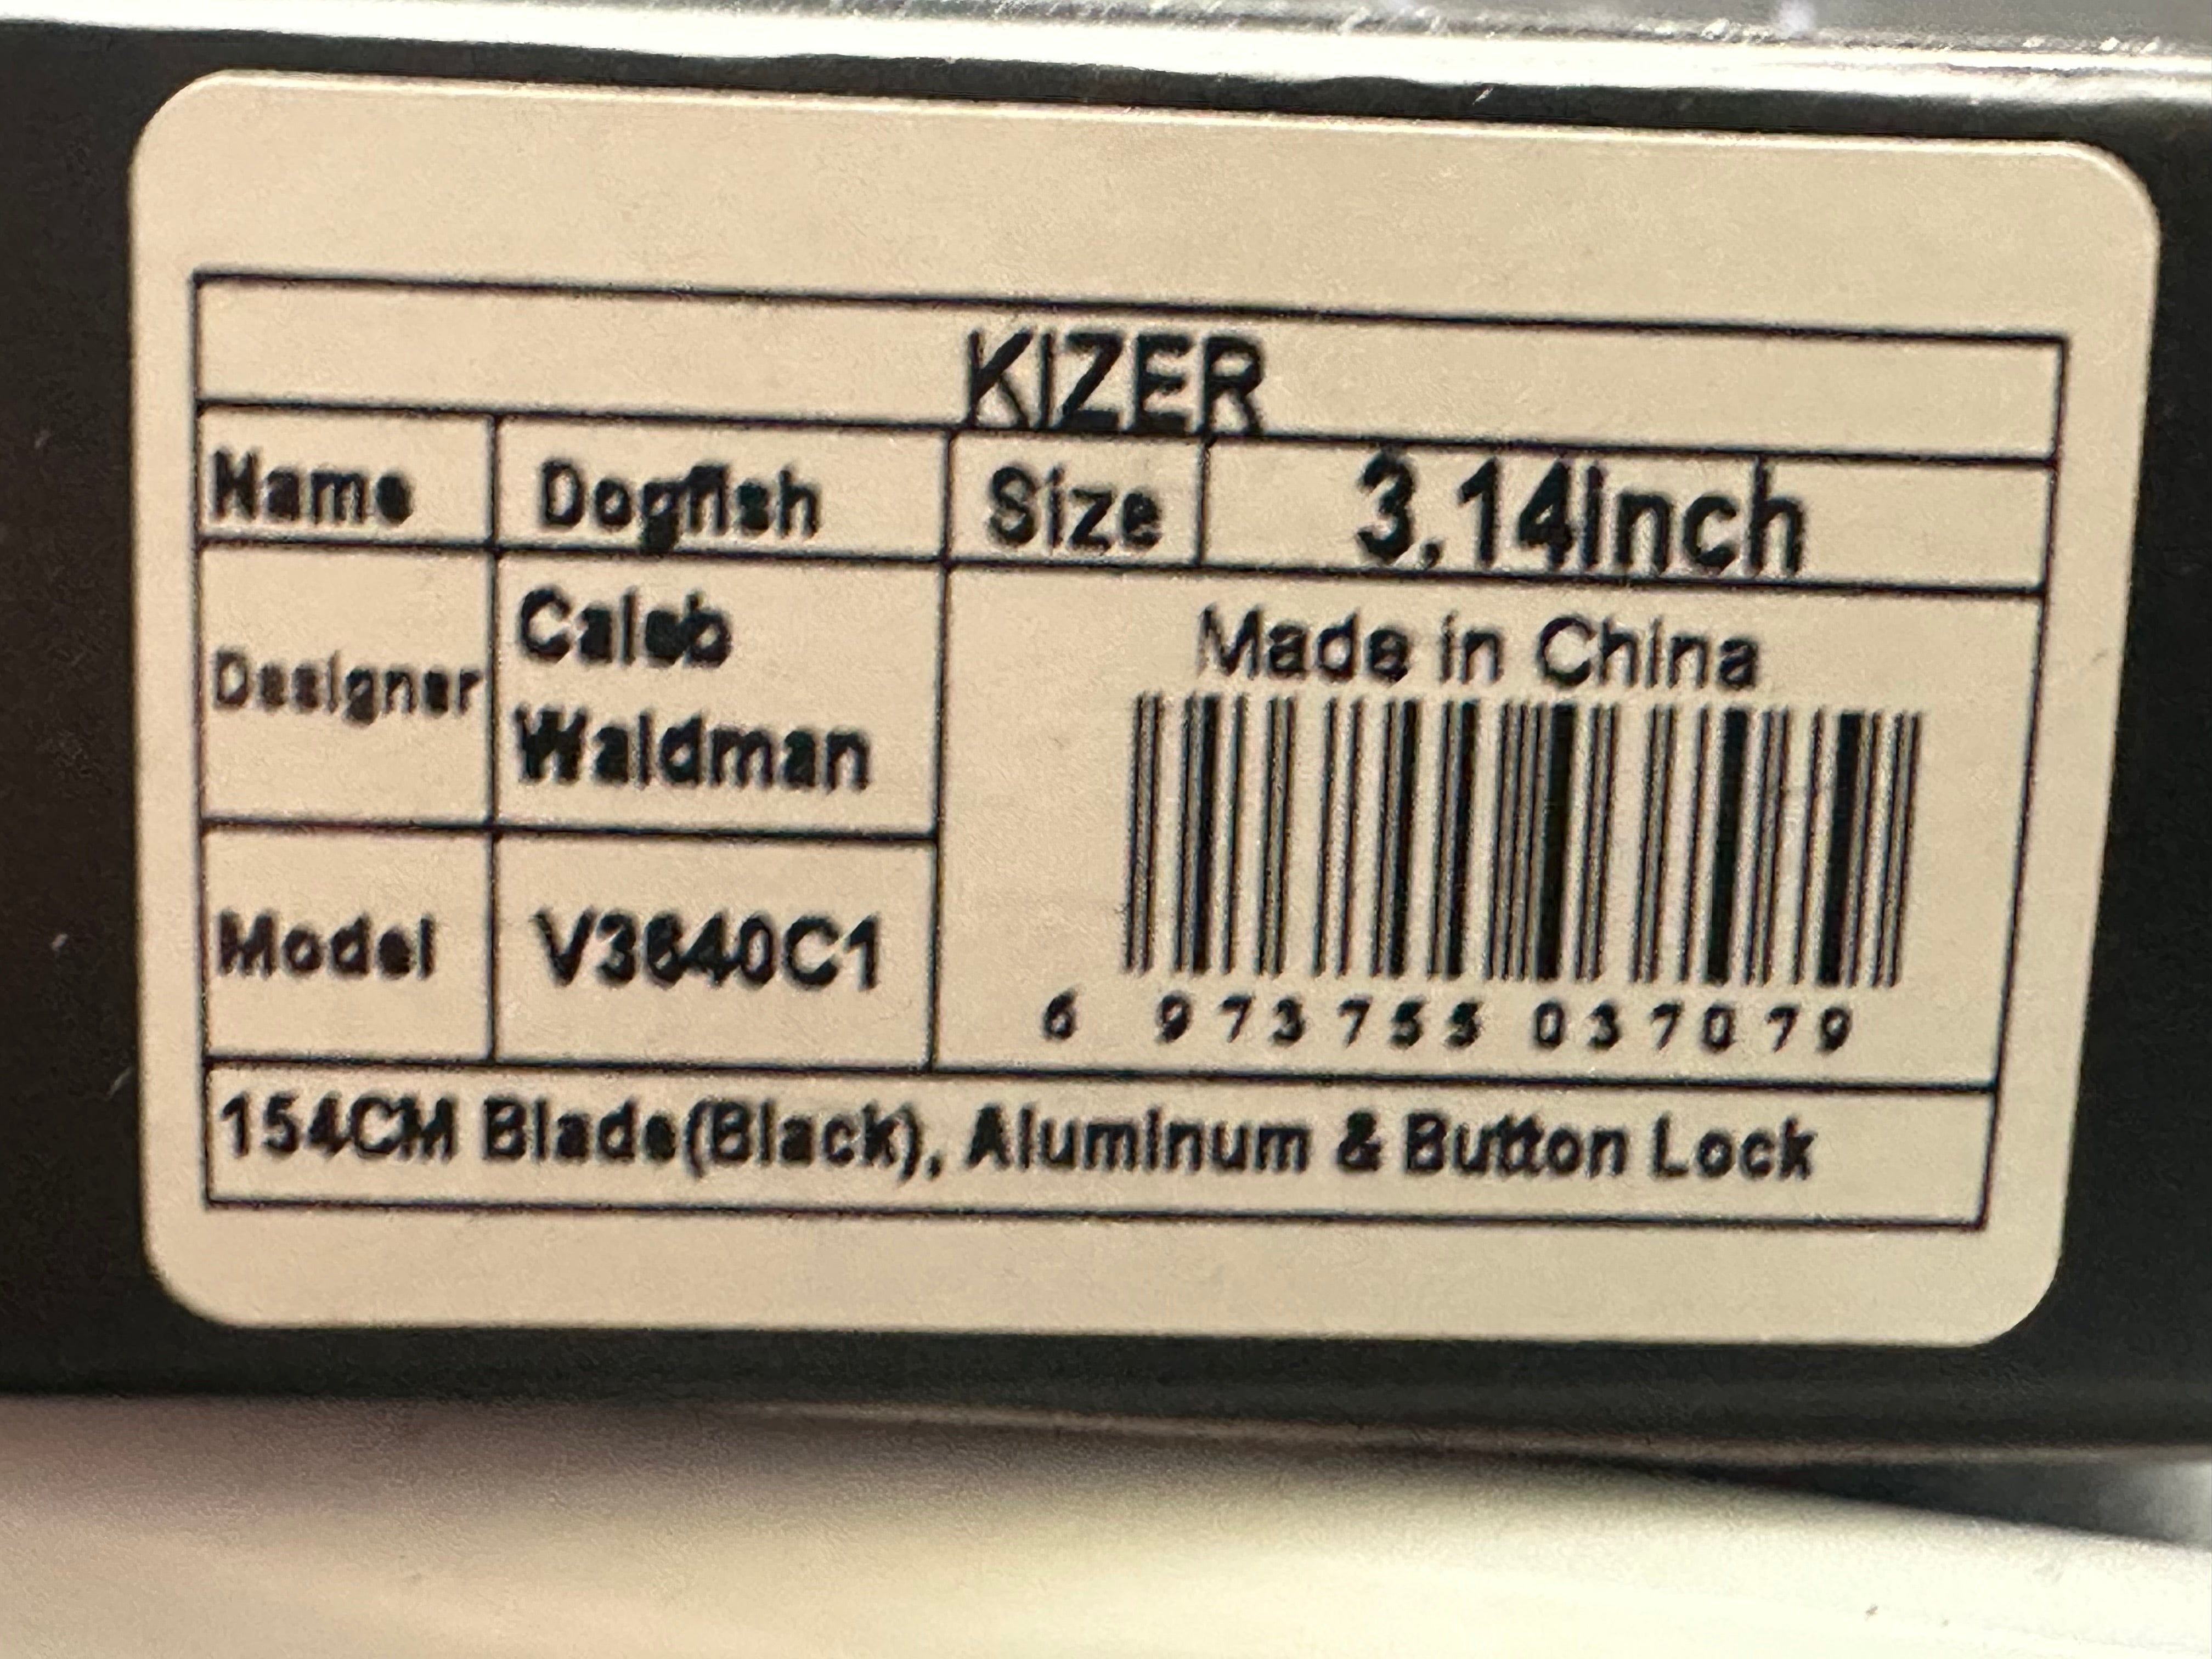 KIZER
Name Dogfish Size 3.14inch
Designer Caleb Waldman
Made in China
Model V3640C1
6 973755 037079
154CM Blade(Black), Aluminum & Button Lock